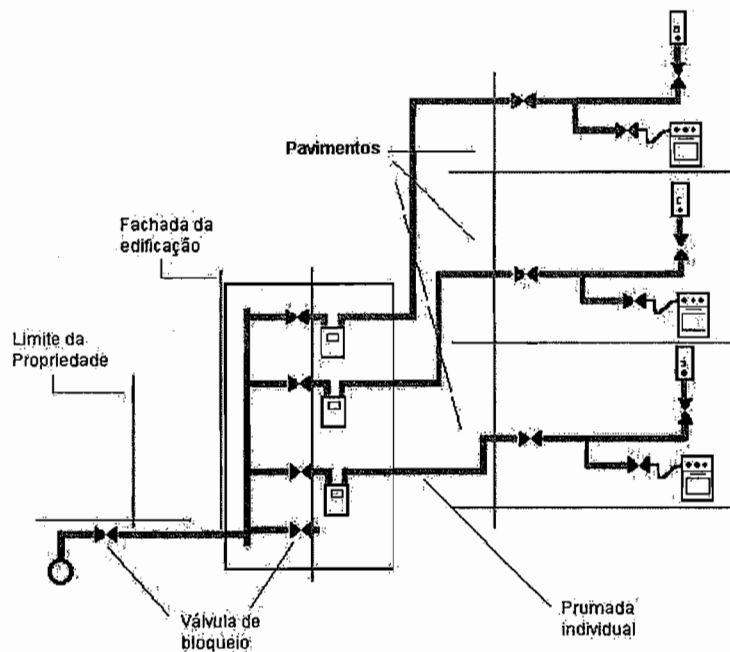 Pavimentos
Fachada da
edificação
Limite da
Propriedade
Válvula de
bloqueio
Prumada
individual